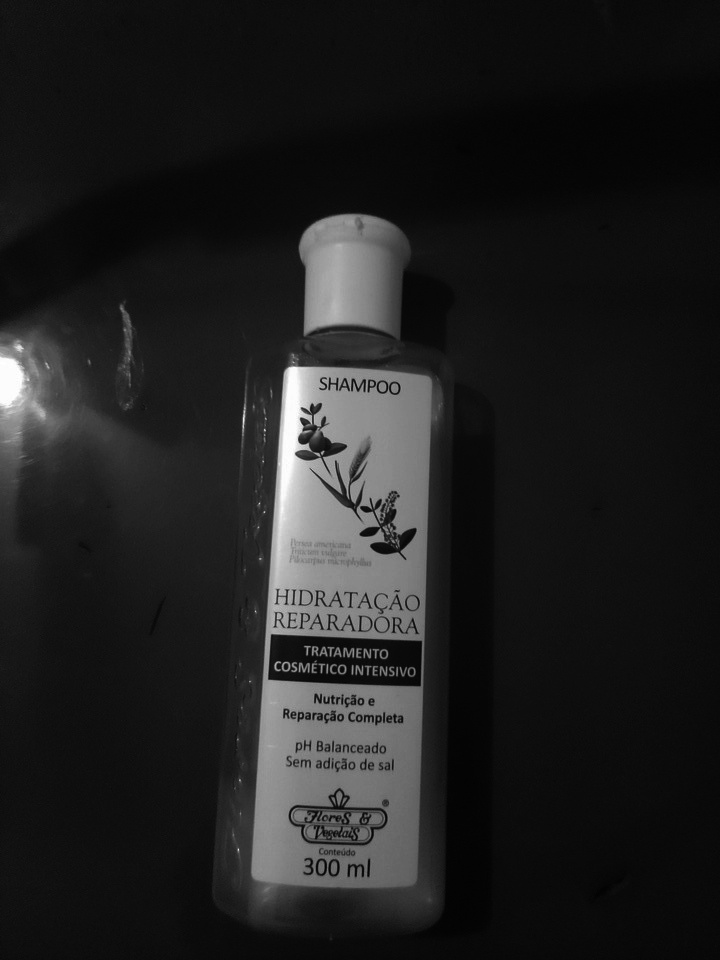 SHAMPOO
Persea americana
Triticum vulgare
Pilocarpus microphyllus
HIDRATAÇÃO
REPARADORA
TRATAMENTO
COSMÉTICO INTENSIVO
Nutrição e
Reparação Completa
pH Balanceado
Sem adição de sal
®
Flores &
Vegetais
Conteúdo
300 ml